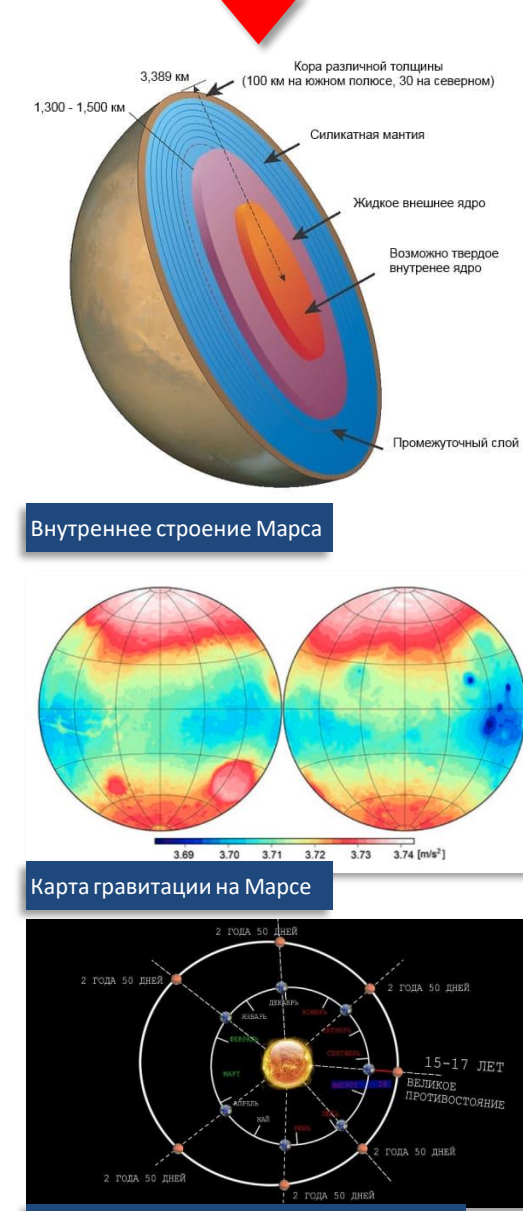 Кора различной толщины
(100 км на южном полюсе, 30 на северном)
3,389 км
1,300 - 1,500 км
Силикатная мантия
Жидкое внешнее ядро
Возможно твердое
внутренее ядро
Промежуточный слой
Внутреннее строение Марса
3.69 3.70 3.71 3.72 3.73 3.74 [m/s²]
Карта гравитации на Марсе
2 ГОДА 50 ДНЕЙ
2 ГОДА 50 ДНЕЙ
2 ГОДА 50 ДНЕЙ
ДЕКАБРЬ
ЯНВАРЬ
НОЯБРЬ
ОКТЯБРЬ
ФЕВРАЛЬ
СЕНТЯБРЬ
МАРТ
АВГУСТ 28
15-17 ЛЕТ
ВЕЛИКОЕ
ПРОТИВОСТОЯНИЕ
АПРЕЛЬ
МАЙ
ИЮНЬ
ИЮЛЬ
2 ГОДА 50 ДНЕЙ
2 ГОДА 50 ДНЕЙ
2 ГОДА 50 ДНЕЙ